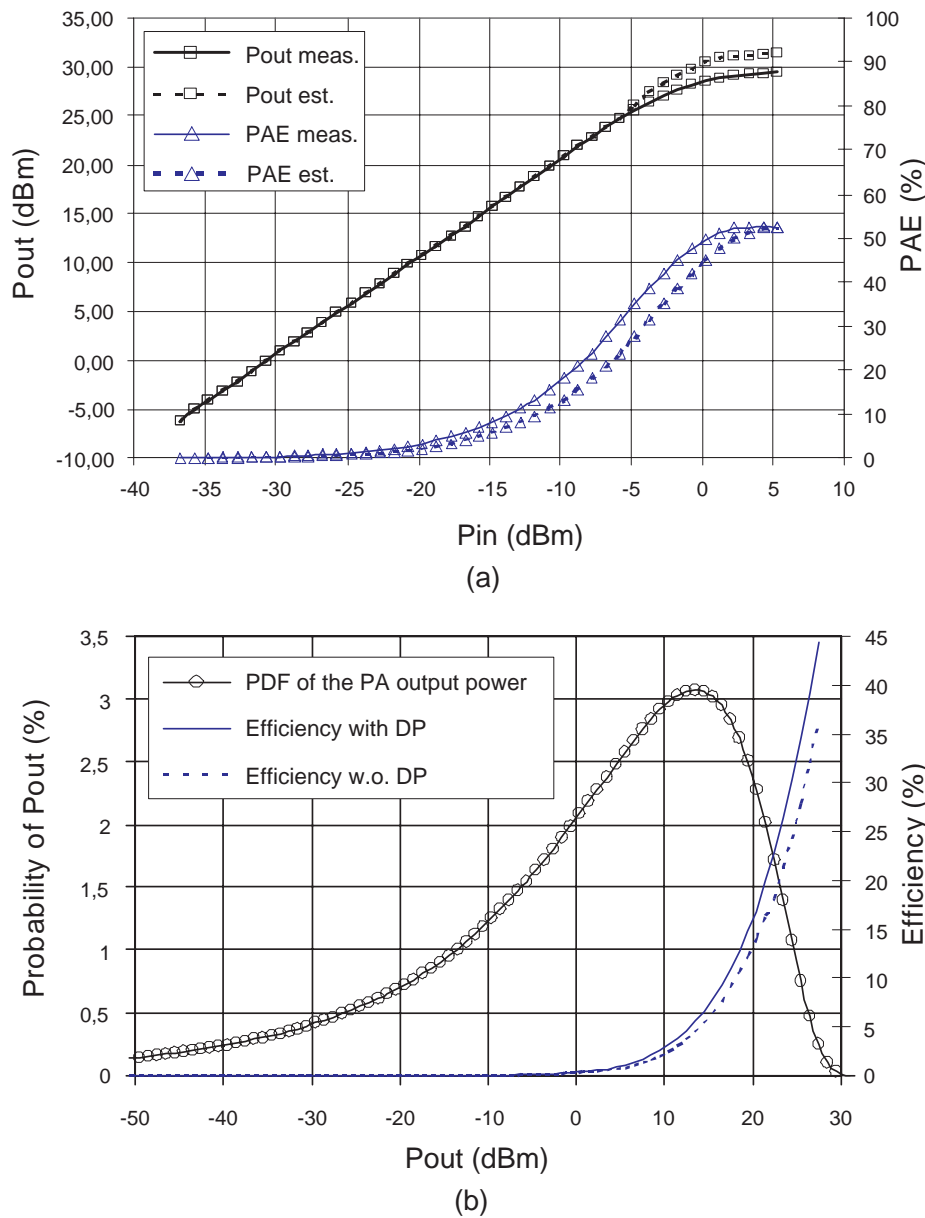 35,00
30,00
25,00
20,00
15,00
10,00
5,00
0,00
-5,00
-10,00
Pout (dBm)
Pout meas.
Pout est.
PAE meas.
PAE est.
100
90
80
70
60
50
40
30
20
10
0
PAE (%)
-40 -35 -30 -25 -20 -15 -10 -5 0 5 10
Pin (dBm)
(a)
3,5
3
2,5
2
1,5
1
0,5
0
Probability of Pout (%)
PDF of the PA output power
Efficiency with DP
Efficiency w.o. DP
45
40
35
30
25
20
15
10
5
0
Efficiency (%)
-50 -40 -30 -20 -10 0 10 20 30
Pout (dBm)
(b)